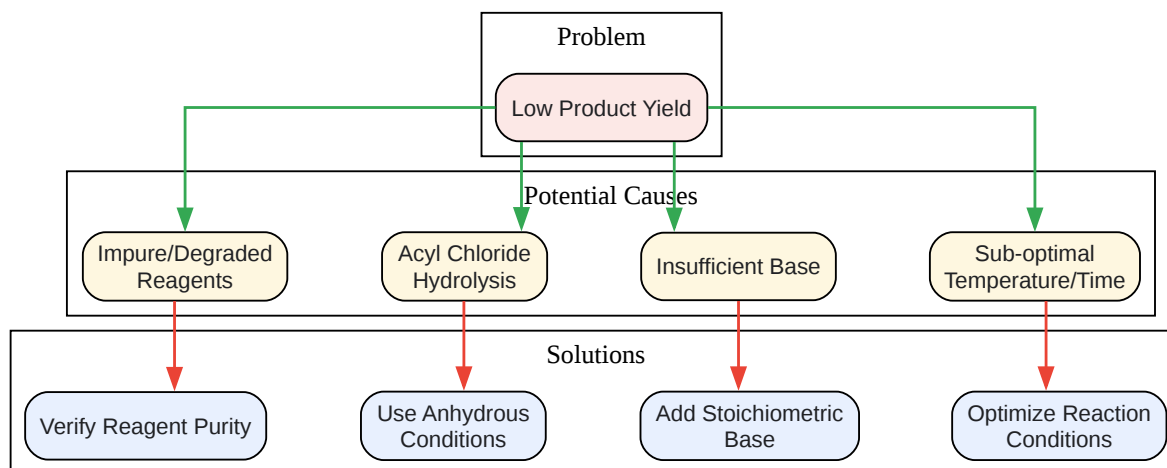 Problem
Low Product Yield
Potential Causes
Impure/Degraded
Reagents
Acyl Chloride
Hydrolysis
Insufficient Base
Sub-optimal
Temperature/Time
Solutions
Verify Reagent Purity
Use Anhydrous
Conditions
Add Stoichiometric
Base
Optimize Reaction
Conditions